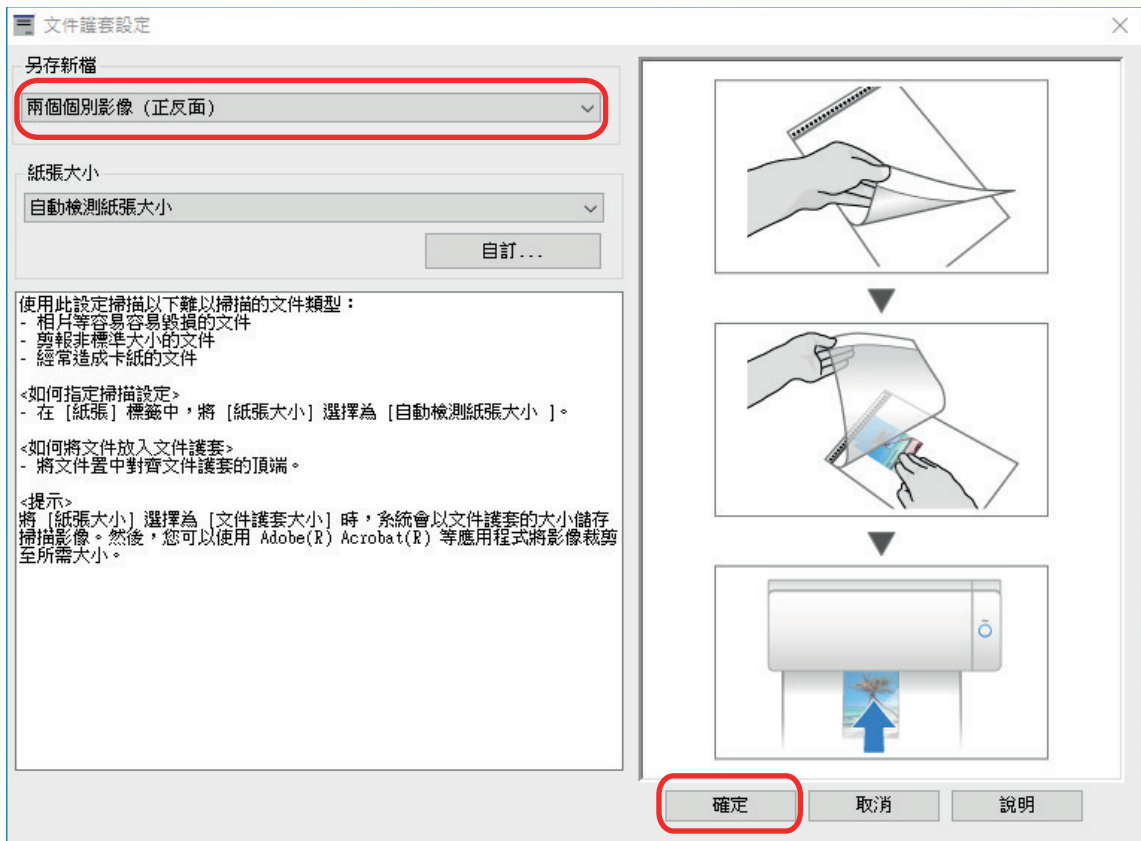 文件護套設定
另存新檔
兩個個別影像 (正反面)
紙張大小
自動檢測紙張大小
自訂...
使用此設定掃描以下難以掃描的文件類型：
- 相片等容易容易毀損的文件
- 剪報非標準大小的文件
- 經常造成卡紙的文件
<如何指定掃描設定>
- 在 [紙張] 標籤中，將 [紙張大小] 選擇為 [自動檢測紙張大小 ]。
<如何將文件放入文件護套>
- 將文件置中對齊文件護套的頂端。
<提示>
將 [紙張大小] 選擇為 [文件護套大小] 時，系統會以文件護套的大小儲存
掃描影像。然後，您可以使用 Adobe(R) Acrobat(R) 等應用程式將影像裁剪
至所需大小。
確定
取消
說明